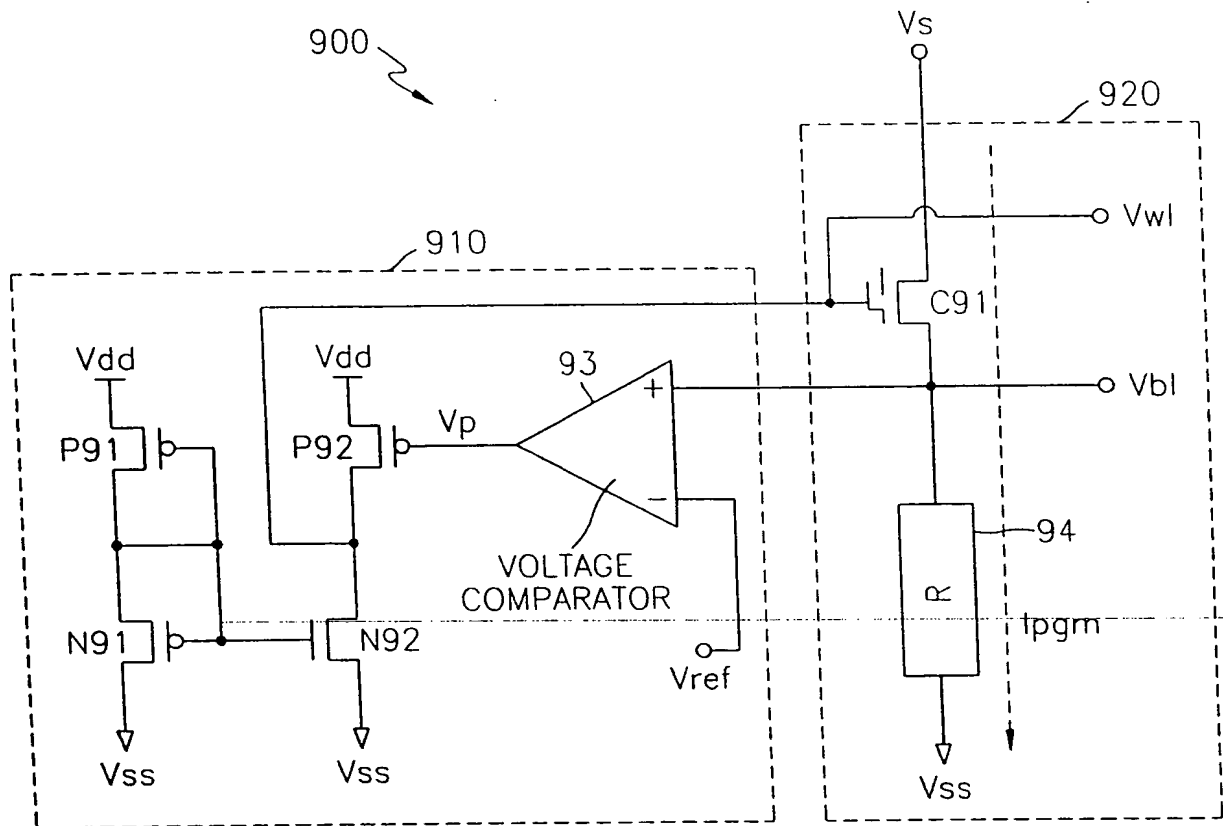 900
Vs
920
Vwl
910
C91
Vdd
Vdd
93
+
Vbl
P91
P92
Vp
−
94
VOLTAGE
COMPARATOR
R
N91
N92
Ipgm
Vref
Vss
Vss
Vss